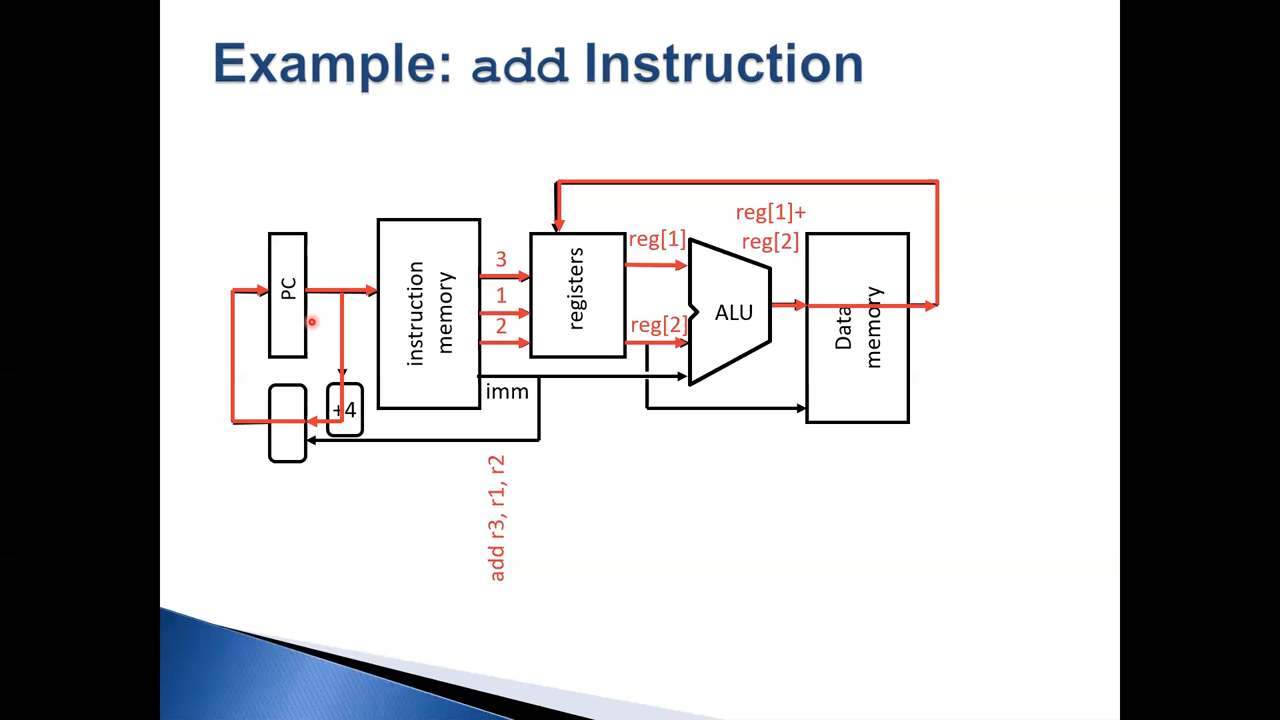 Example: add Instruction
reg[1]+
reg[2]
reg[1]
3
1
2
reg[2]
PC
instruction
memory
registers
ALU
Data
memory
imm
+4
add r3, r1, r2